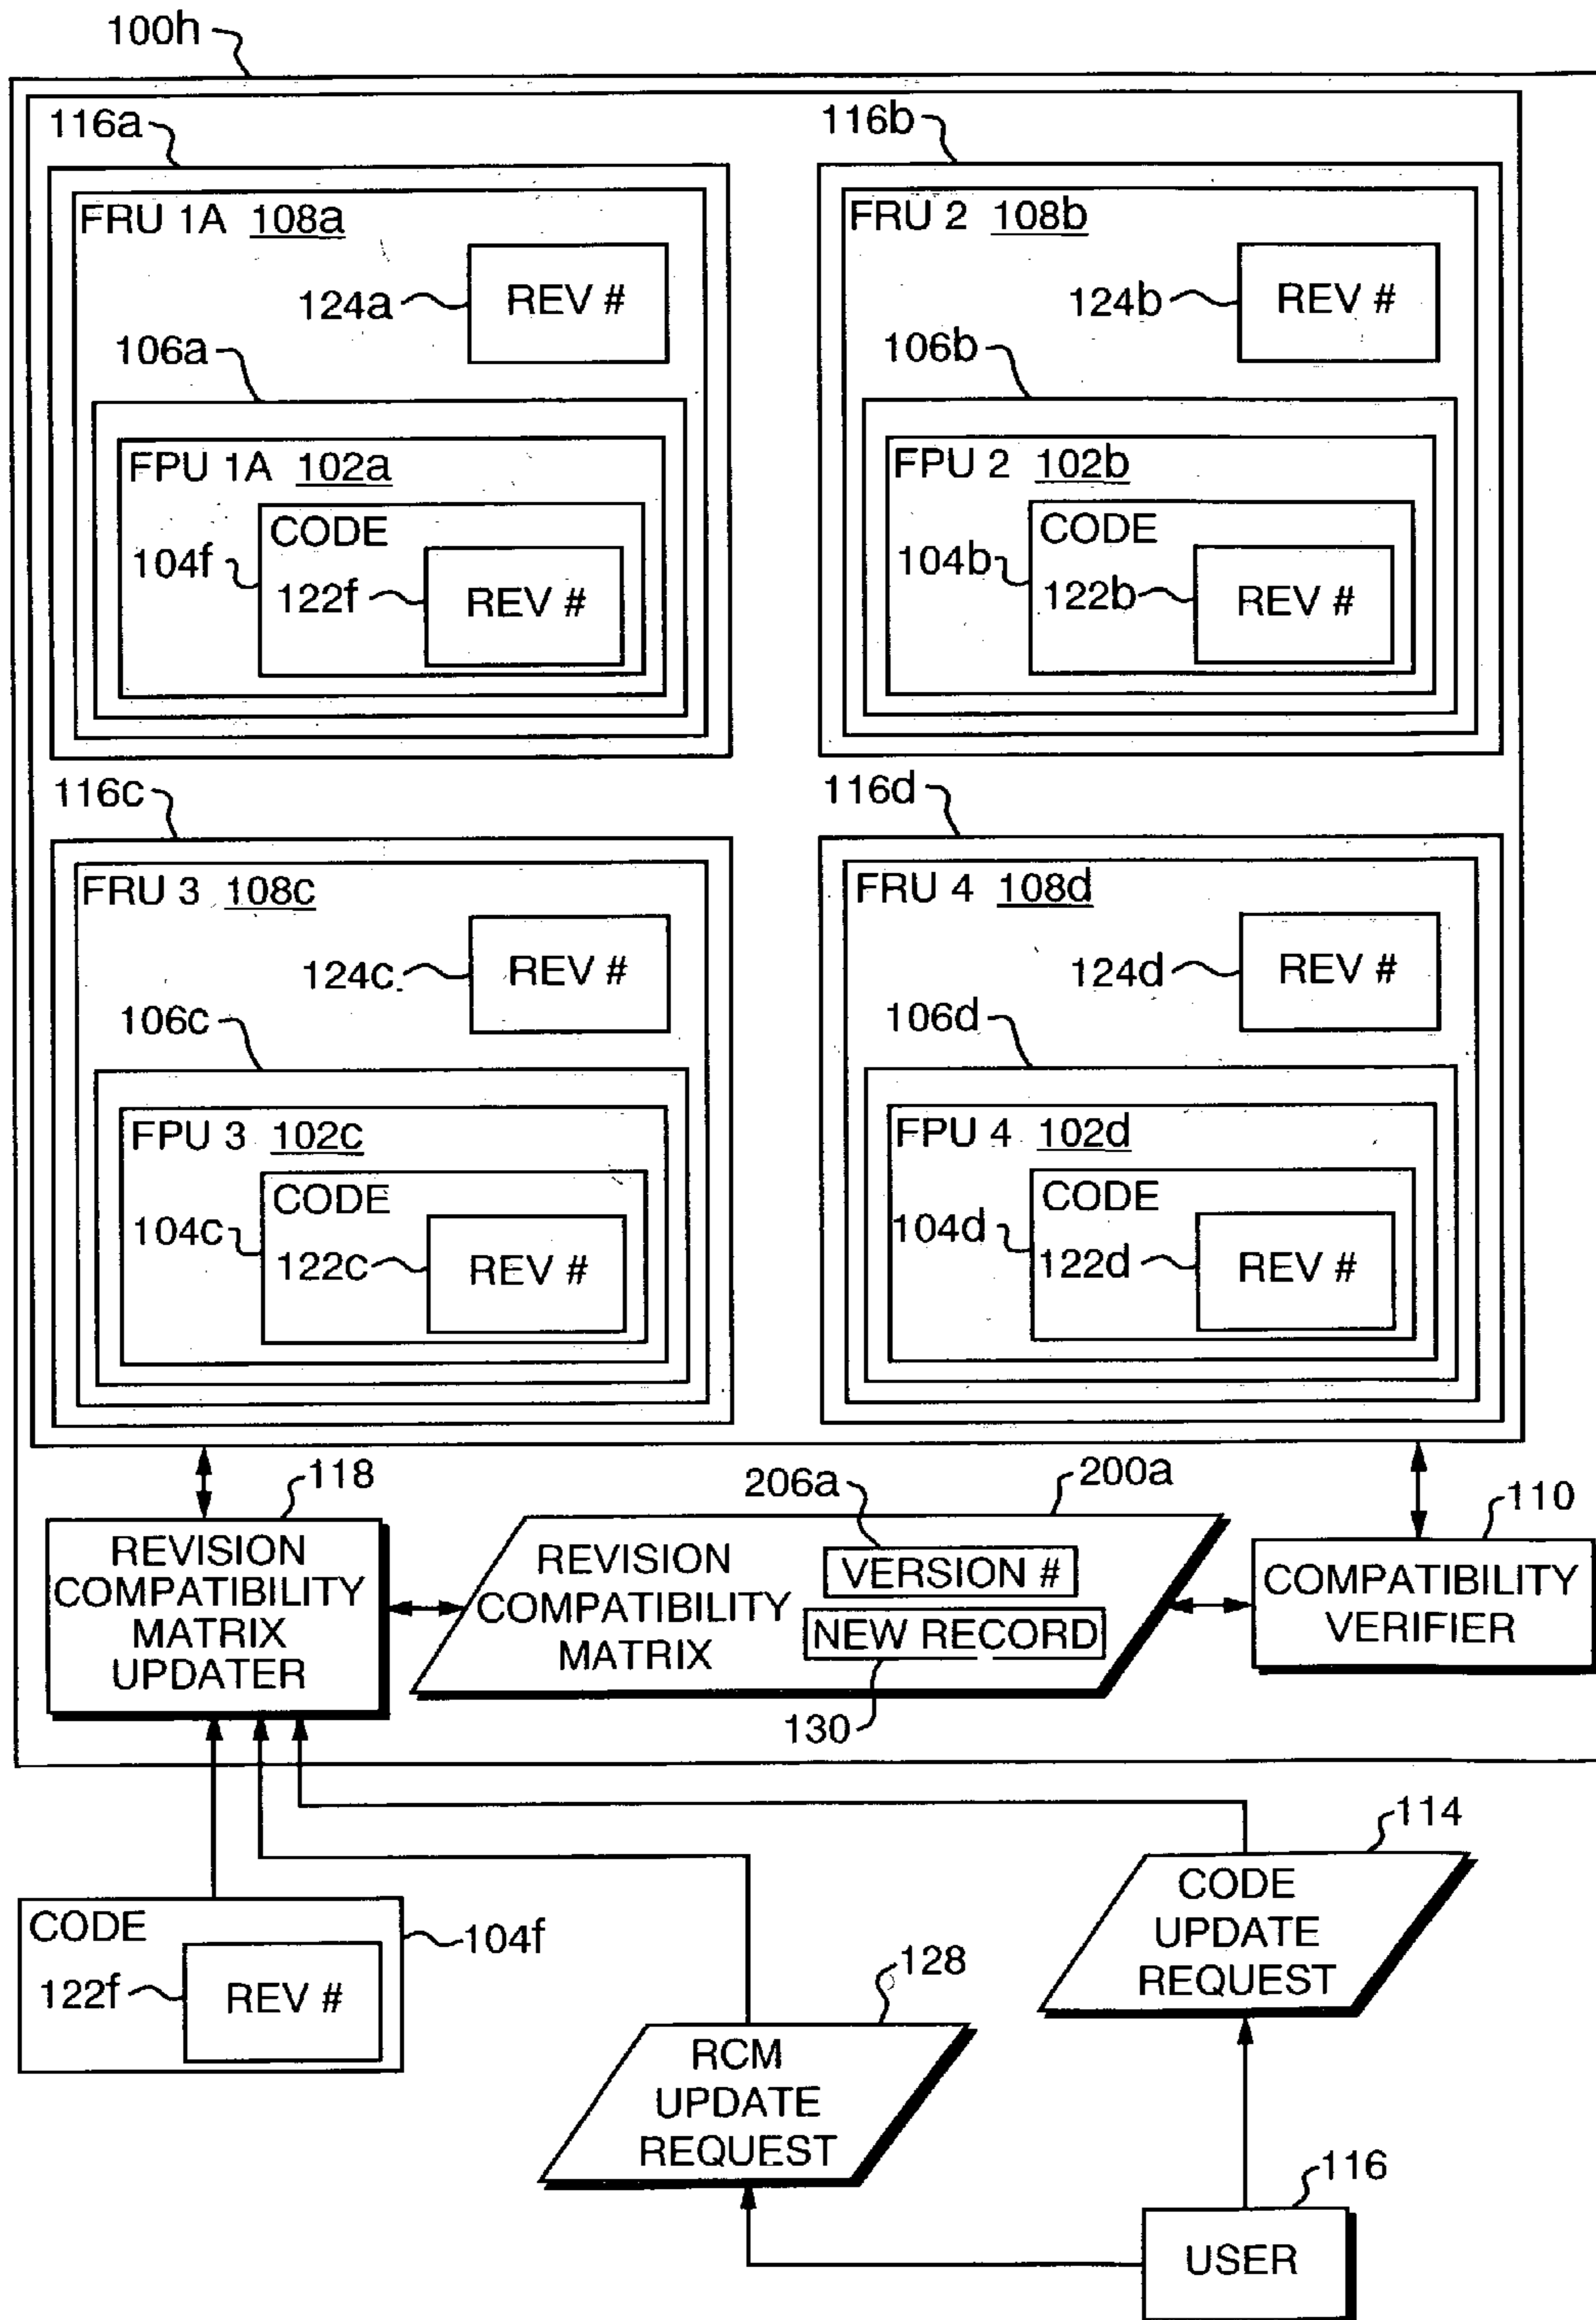 100h
116a
116b
FRU 1A 108a
FRU 2 108b
124a
REV #
124b
REV #
106a
106b
FPU 1A 102a
FPU 2 102b
CODE
CODE
104f
104b
122f
REV #
122b
REV #
116c
116d
FRU 3 108c
FRU 4 108d
124c
REV #
124d
REV #
106c
106d
FPU 3 102c
FPU 4 102d
CODE
CODE
104c
104d
122c
REV #
122d
REV #
118
206a
200a
110
REVISION
COMPATIBILITY
MATRIX
UPDATER
REVISION
COMPATIBILITY
MATRIX
VERSION #
NEW RECORD
COMPATIBILITY
VERIFIER
130
114
CODE
UPDATE
REQUEST
CODE
104f
122f
REV #
128
RCM
UPDATE
REQUEST
116
USER